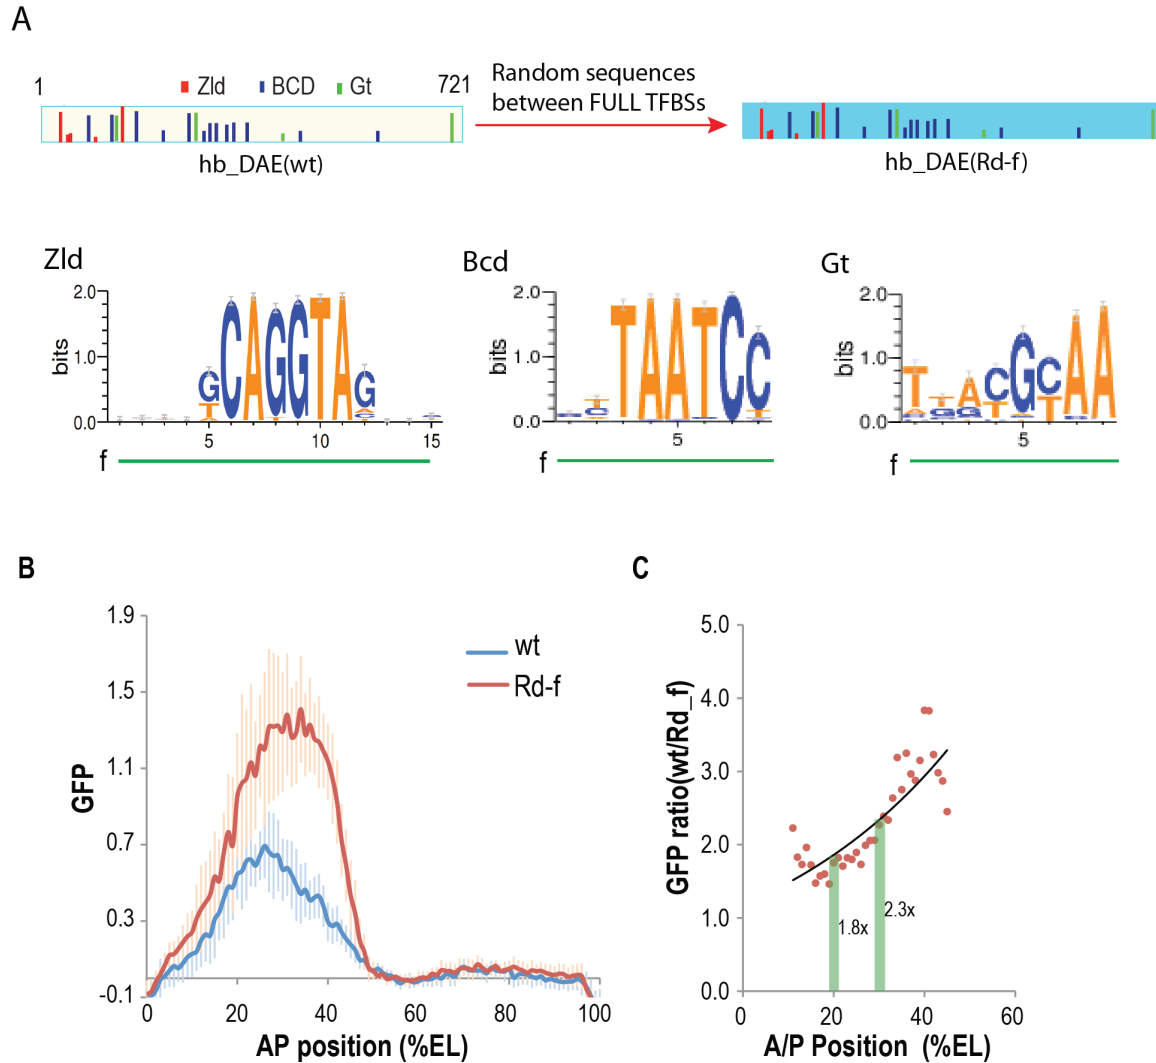 A
1
Zld
BCD
Gt
721
Random sequences
between FULL TFBSs
hb_DAE(wt)
hb_DAE(Rd-f)
Zld
Bcd
Gt
bits
2.0
1.0
0.0
GCAGGTAG
T
5
10
15
f
bits
2.0
1.0
0.0
TAATCC
5
f
bits
2.0
1.0
0.0
T
ACGCAA
T
T
5
f
B
GFP
1.9
1.5
1.1
0.7
0.3
-0.1
wt
Rd-f
0
20
40
60
80
100
AP position (%EL)
C
GFP ratio(wt/Rd_f)
5.0
4.0
3.0
2.0
1.0
0.0
1.8x
2.3x
0
20
40
60
A/P Position (%EL)